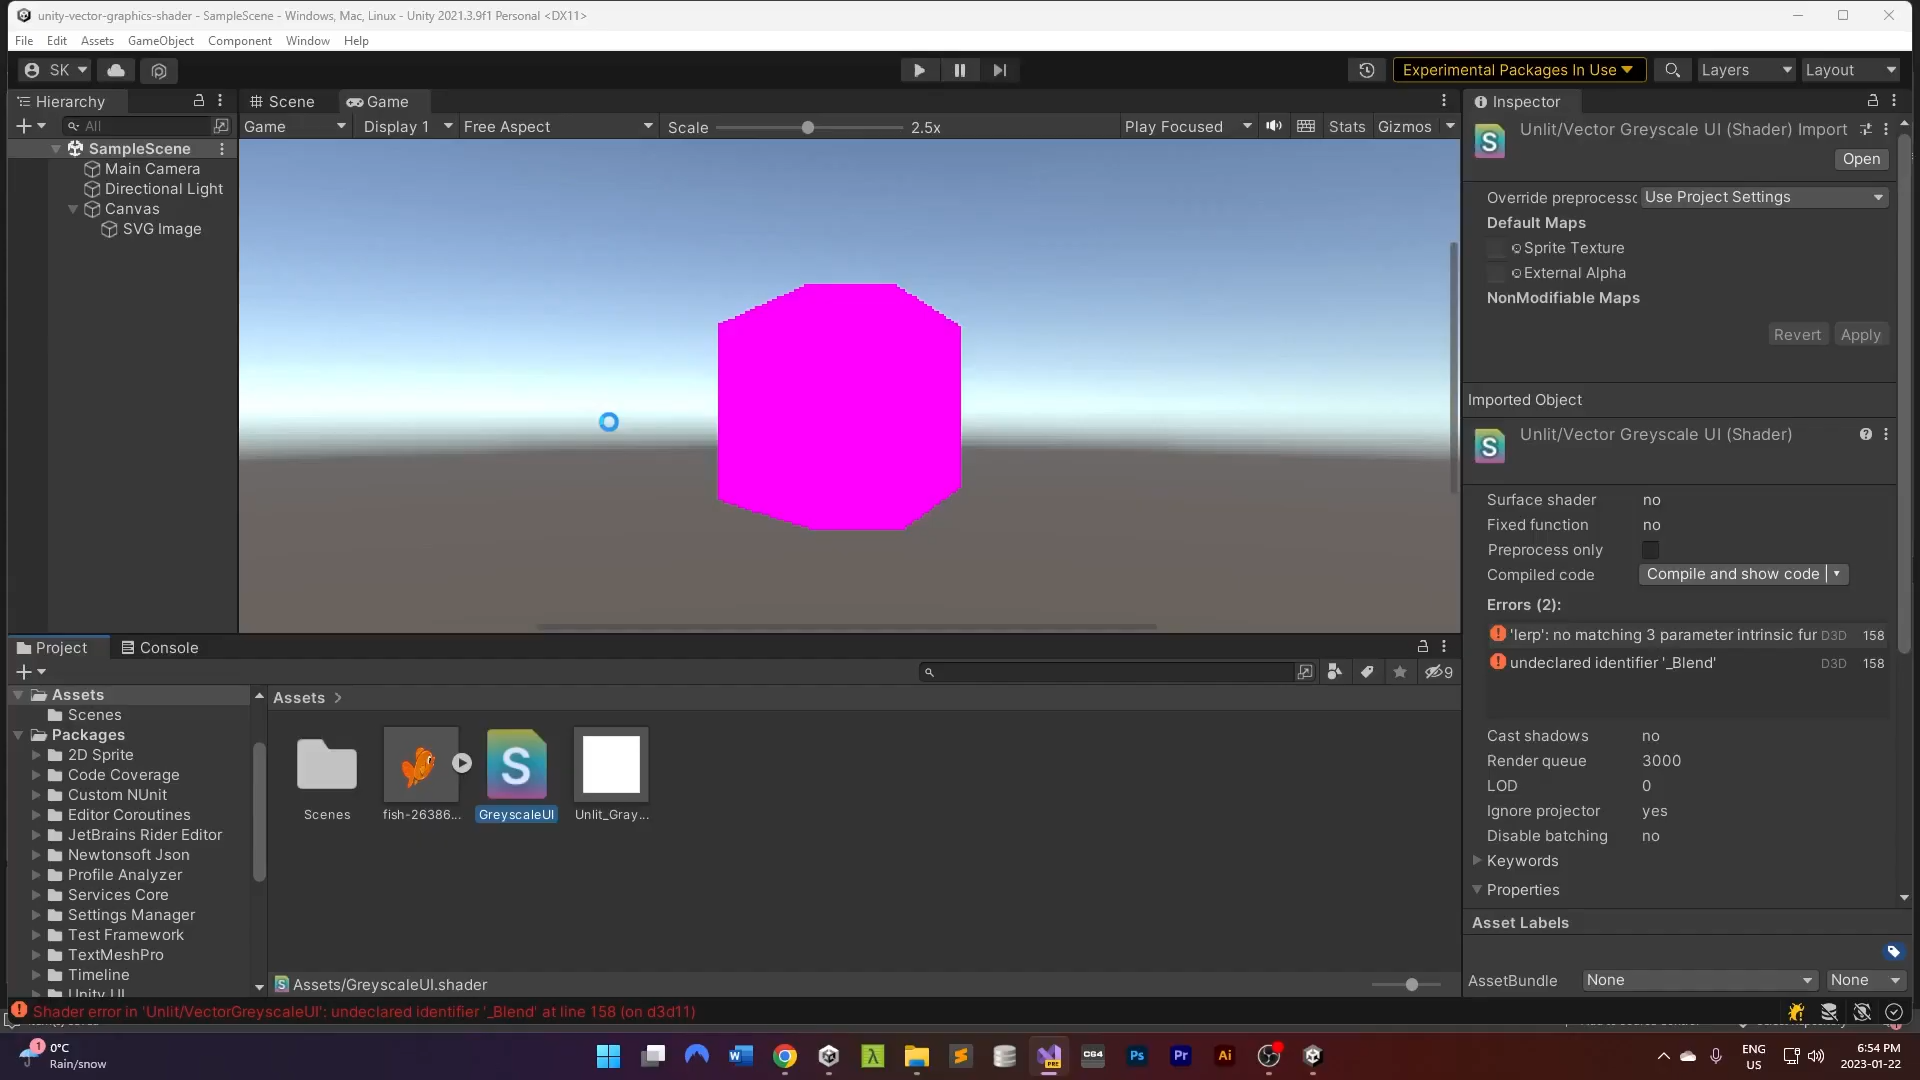 unity-vector-graphics-shader - SampleScene - Windows, Mac, Linux - Unity 2021.3.9f1 Personal <DX11>
File Edit Assets GameObject Component Window Help
SK
Experimental Packages In Use
Layers
Layout
Hierarchy
Scene
Game
Inspector
All
Game
Display 1
Free Aspect
Scale
2.5x
Play Focused
Stats
Gizmos
SampleScene
Main Camera
Directional Light
Canvas
SVG Image
Unlit/Vector Greyscale UI (Shader) Import
Open
Override preprocesso
Use Project Settings
Default Maps
Sprite Texture
External Alpha
NonModifiable Maps
Revert
Apply
Imported Object
Unlit/Vector Greyscale UI (Shader)
Surface shader no
Fixed function no
Preprocess only
Compiled code Compile and show code
Errors (2):
'lerp': no matching 3 parameter intrinsic fur D3D 158
undeclared identifier '_Blend' D3D 158
Cast shadows no
Render queue 3000
LOD 0
Ignore projector yes
Disable batching no
Keywords
Properties
Asset Labels
AssetBundle None None
Project
Console
9
Assets
Scenes
Packages
2D Sprite
Code Coverage
Custom NUnit
Editor Coroutines
JetBrains Rider Editor
Newtonsoft Json
Profile Analyzer
Services Core
Settings Manager
Test Framework
TextMeshPro
Timeline
Unity UI
Assets >
Scenes
fish-26386...
GreyscaleUI
Unlit_Gray...
Assets/GreyscaleUI.shader
Shader error in 'Unlit/VectorGreyscaleUI': undeclared identifier '_Blend' at line 158 (on d3d11)
1
0°C
Rain/snow
W
PRE
CG4
Ps
Pr
Ai
ENG
US
6:54 PM
2023-01-22